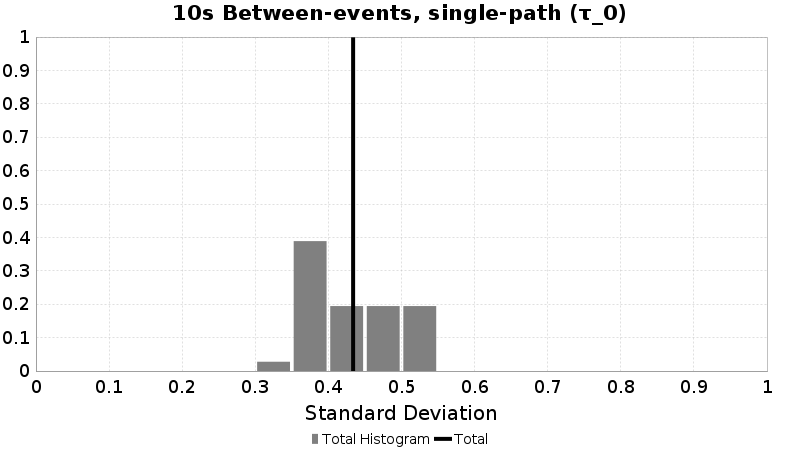 10s Between-events, single-path (τ_0)
1
0.9
0.8
0.7
0.6
0.5
0.4
0.3
0.2
0.1
0
0 0.1 0.2 0.3 0.4 0.5 0.6 0.7 0.8 0.9 1
Standard Deviation
Total Histogram Total